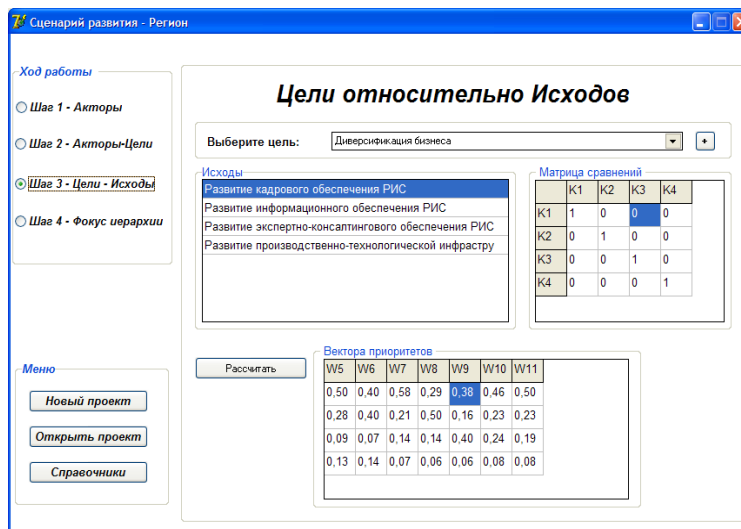 Сценарий развития - Регион
Ход работы
Шаг 1 - Акторы
Шаг 2 - Акторы-Цели
Шаг 3 - Цели - Исходы
Шаг 4 - Фокус иерархии
Цели относительно Исходов
Выберите цель: Диверсификация бизнеса +
Исходы
Развитие кадрового обеспечения РИС
Развитие информационного обеспечения РИС
Развитие экспертно-консалтингового обеспечения РИС
Развитие производственно-технологической инфрастру
Матрица сравнений
K1 K2 K3 K4
K1 1 0 0 0
K2 0 1 0 0
K3 0 0 1 0
K4 0 0 0 1
Меню
Новый проект
Открыть проект
Справочники
Рассчитать
Вектора приоритетов
W5 W6 W7 W8 W9 W10 W11
0,50 0,40 0,58 0,29 0,38 0,46 0,50
0,28 0,40 0,21 0,50 0,16 0,23 0,23
0,09 0,07 0,14 0,14 0,40 0,24 0,19
0,13 0,14 0,07 0,06 0,06 0,08 0,08